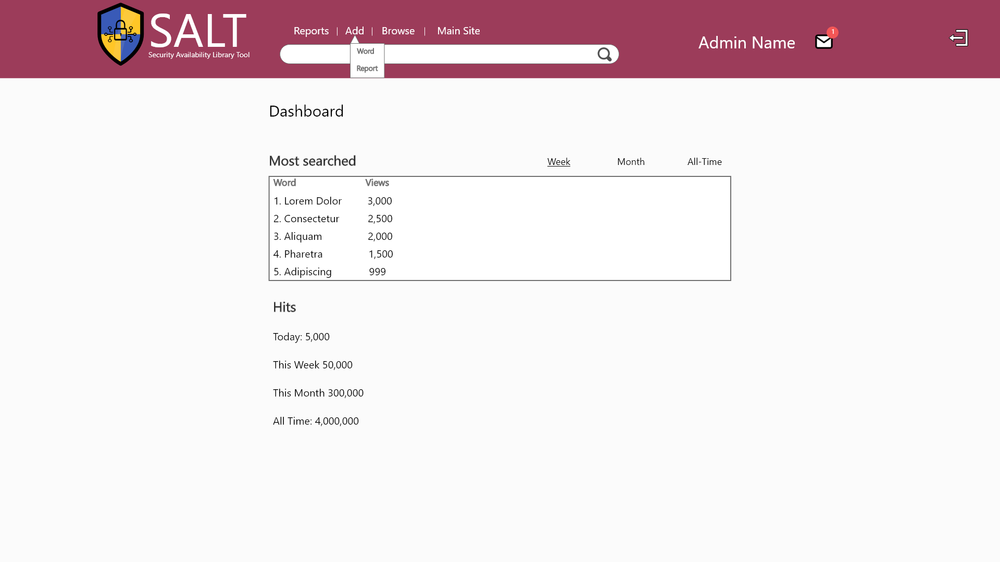 SALT
Security Availability Library Tool
Reports | Add | Browse | Main Site
Word
Report
Admin Name
1
Dashboard
Most searched
Week Month All-Time
Word Views
1. Lorem Dolor 3,000
2. Consectetur 2,500
3. Aliquam 2,000
4. Pharetra 1,500
5. Adipiscing 999
Hits
Today: 5,000
This Week 50,000
This Month 300,000
All Time: 4,000,000